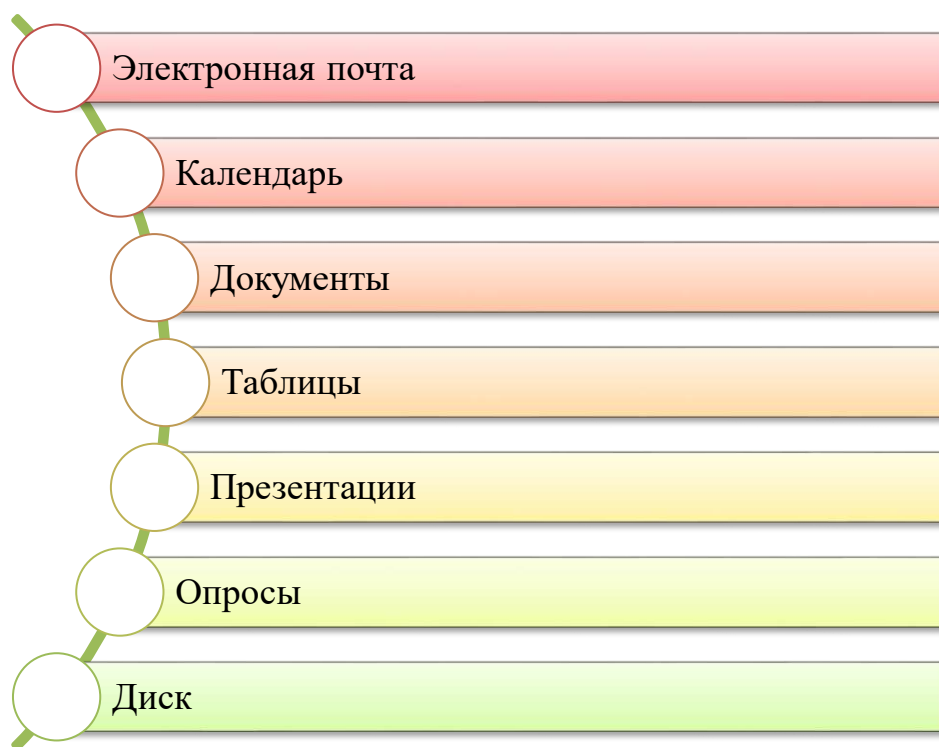 Электронная почта
Календарь
Документы
Таблицы
Презентации
Опросы
Диск